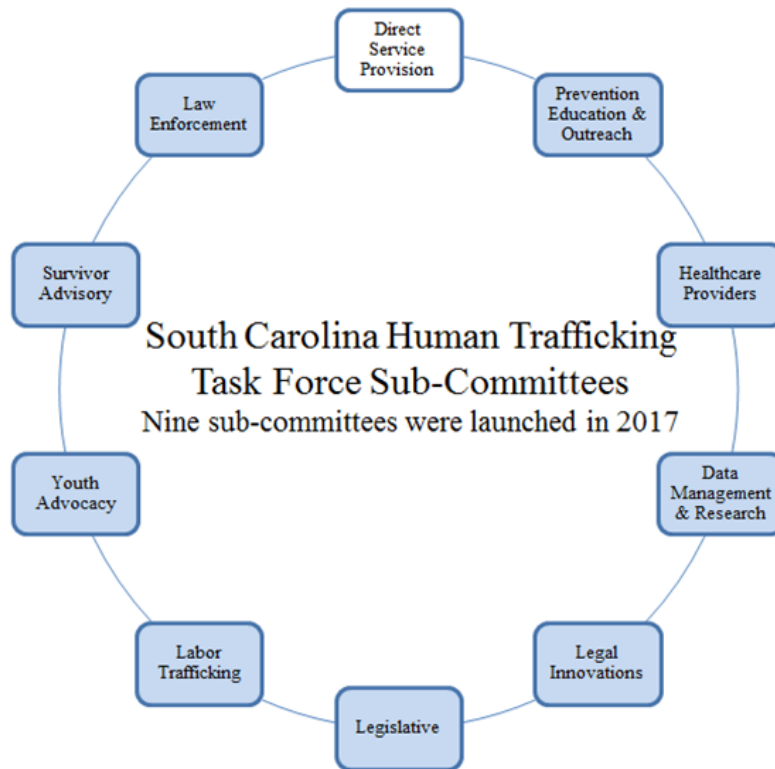 Direct
Service
Provision
Prevention
Education &
Outreach
Healthcare
Providers
Data
Management
& Research
Legal
Innovations
Legislative
Labor
Trafficking
Youth
Advocacy
Survivor
Advisory
Law
Enforcement
South Carolina Human Trafficking
Task Force Sub-Committees
Nine sub-committees were launched in 2017